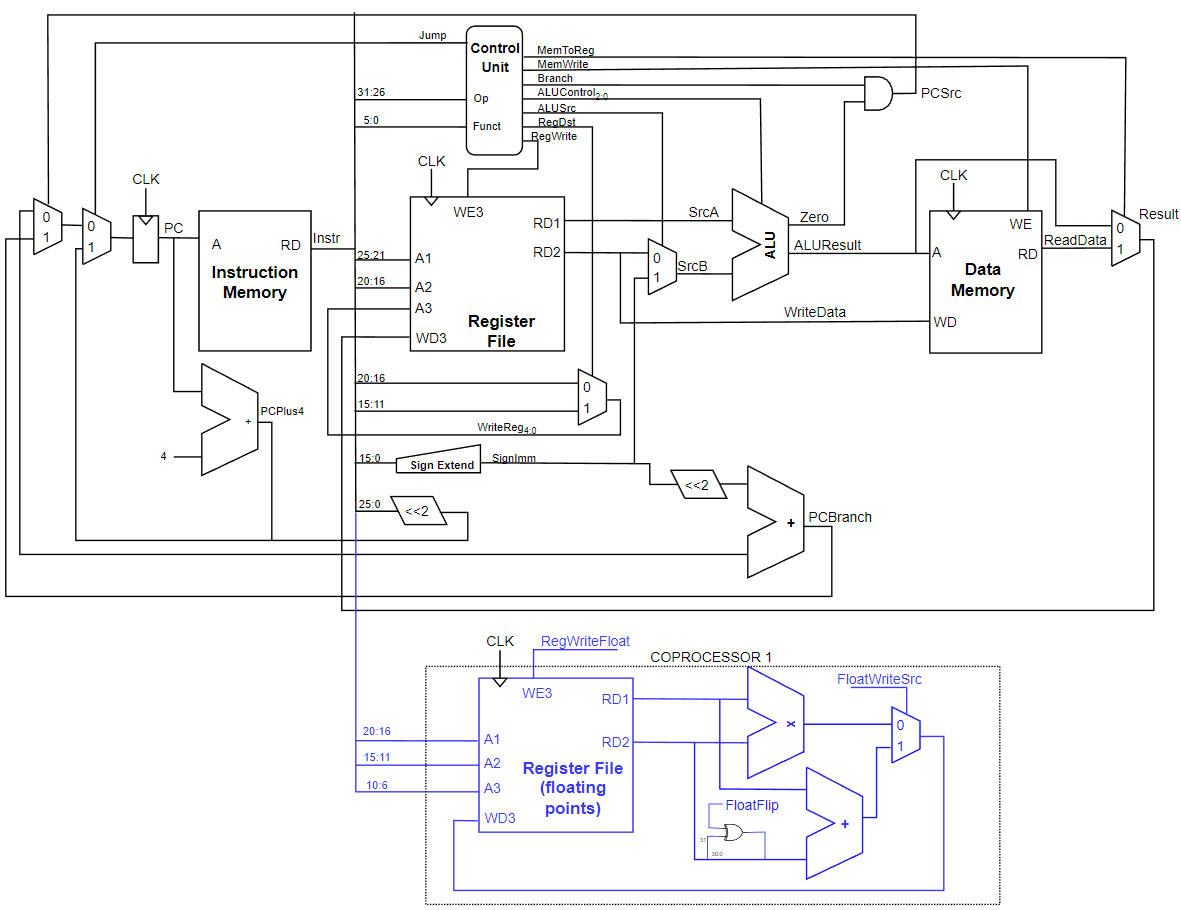 Jump
Control
Unit
Op
Funct
31:26
5:0
MemToReg
MemWrite
Branch
ALUControl2:0
ALUSrc
RegDst
RegWrite
PCSrc
CLK
CLK
CLK
0
1
0
1
PC
A
RD
Instruction
Memory
Instr
25:21
20:16
A1
A2
A3
WD3
WE3
RD1
RD2
Register
File
SrcA
SrcB
0
1
ALU
Zero
ALUResult
WriteData
A
WE
RD
WD
Data
Memory
ReadData
0
1
Result
20:16
15:11
0
1
WriteReg4:0
PCPlus4
+
4
15:0
Sign Extend
SignImm
<<2
25:0
<<2
+
PCBranch
CLK
RegWriteFloat
COPROCESSOR 1
WE3
RD1
RD2
20:16
15:11
10:6
A1
A2
A3
WD3
Register File
(floating
points)
x
FloatWriteSrc
0
1
FloatFlip
31
30:0
+